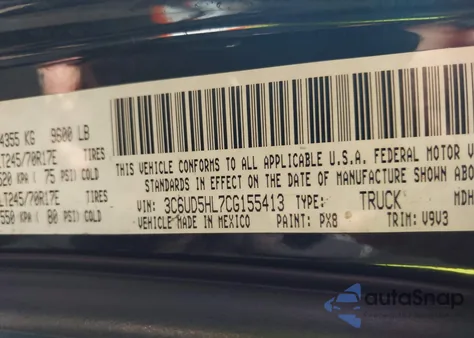 4355 KG 9600 LB
LT245/70R17E TIRES
520 KPA ( 75 PSI) COLD
LT245/70R17E TIRES
550 KPA ( 80 PSI) COLD
THIS VEHICLE CONFORMS TO ALL APPLICABLE U.S.A. FEDERAL MOTOR
STANDARDS IN EFFECT ON THE DATE OF MANUFACTURE SHOWN ABOV
VIN: 3C6UD5HL7CG155413 TYPE: TRUCK MDH
VEHICLE MADE IN MEXICO PAINT: PX8 TRIM: V9V3
autoSnap